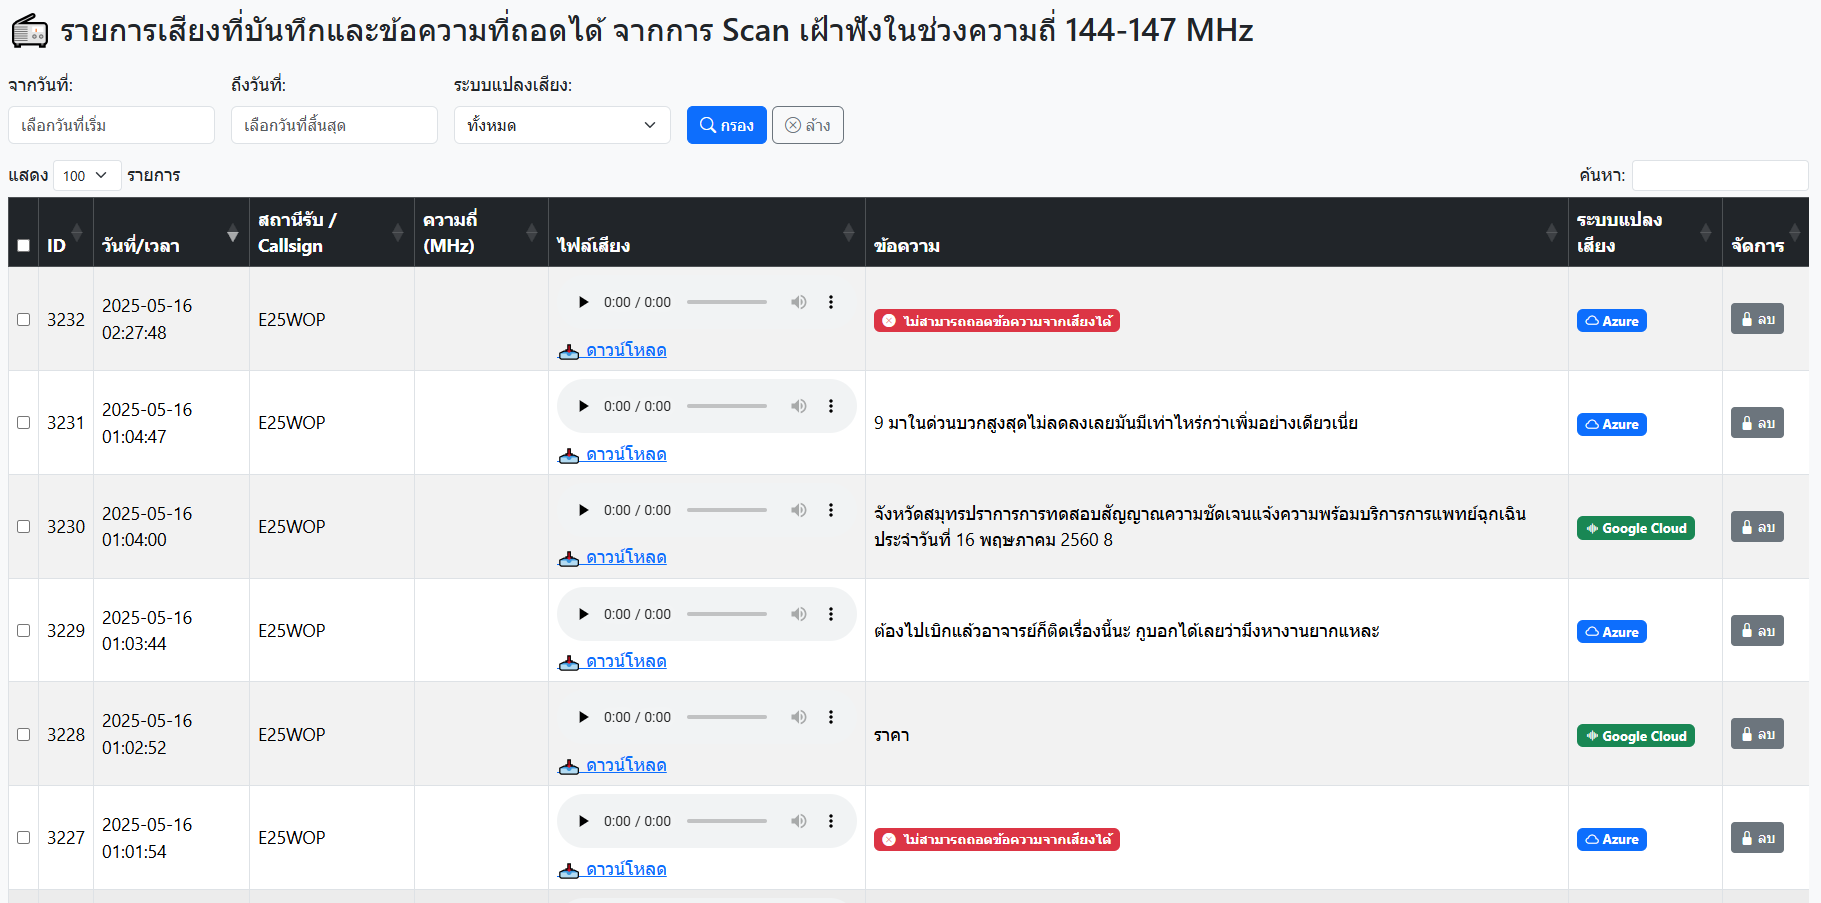 รายการเสียงที่บันทึกและข้อความที่ถอดได้ จากการ Scan เฝ้าฟังในช่วงความถี่ 144-147 MHz
จากวันที่: ถึงวันที่: ระบบแปลงเสียง:
เลือกวันที่เริ่ม เลือกวันที่สิ้นสุด ทั้งหมด กรอง ล้าง
แสดง 100 รายการ ค้นหา:
ID วันที่/เวลา สถานีรับ / Callsign ความถี่ (MHz) ไฟล์เสียง ข้อความ ระบบแปลงเสียง จัดการ
3232 2025-05-16 02:27:48 E25WOP 0:00 / 0:00 ดาวน์โหลด ไม่สามารถถอดข้อความจากเสียงได้ Azure ลบ
3231 2025-05-16 01:04:47 E25WOP 0:00 / 0:00 ดาวน์โหลด 9 มาในด่วนบวกสูงสุดไม่ลดลงเลยมันมีเท่าไหร่กว่าเพิ่มอย่างเดียวเนี่ย Azure ลบ
3230 2025-05-16 01:04:00 E25WOP 0:00 / 0:00 ดาวน์โหลด จังหวัดสมุทรปราการการทดสอบสัญญาณความชัดเจนแจ้งความพร้อมบริการการแพทย์ฉุกเฉิน
ประจำวันที่ 16 พฤษภาคม 2560 8 Google Cloud ลบ
3229 2025-05-16 01:03:44 E25WOP 0:00 / 0:00 ดาวน์โหลด ต้องไปเบิกแล้วอาจารย์ก็ติดเรื่องนี้นะ กูบอกได้เลยว่ามึงหางานยากแหละ Azure ลบ
3228 2025-05-16 01:02:52 E25WOP 0:00 / 0:00 ดาวน์โหลด ราคา Google Cloud ลบ
3227 2025-05-16 01:01:54 E25WOP 0:00 / 0:00 ดาวน์โหลด ไม่สามารถถอดข้อความจากเสียงได้ Azure ลบ